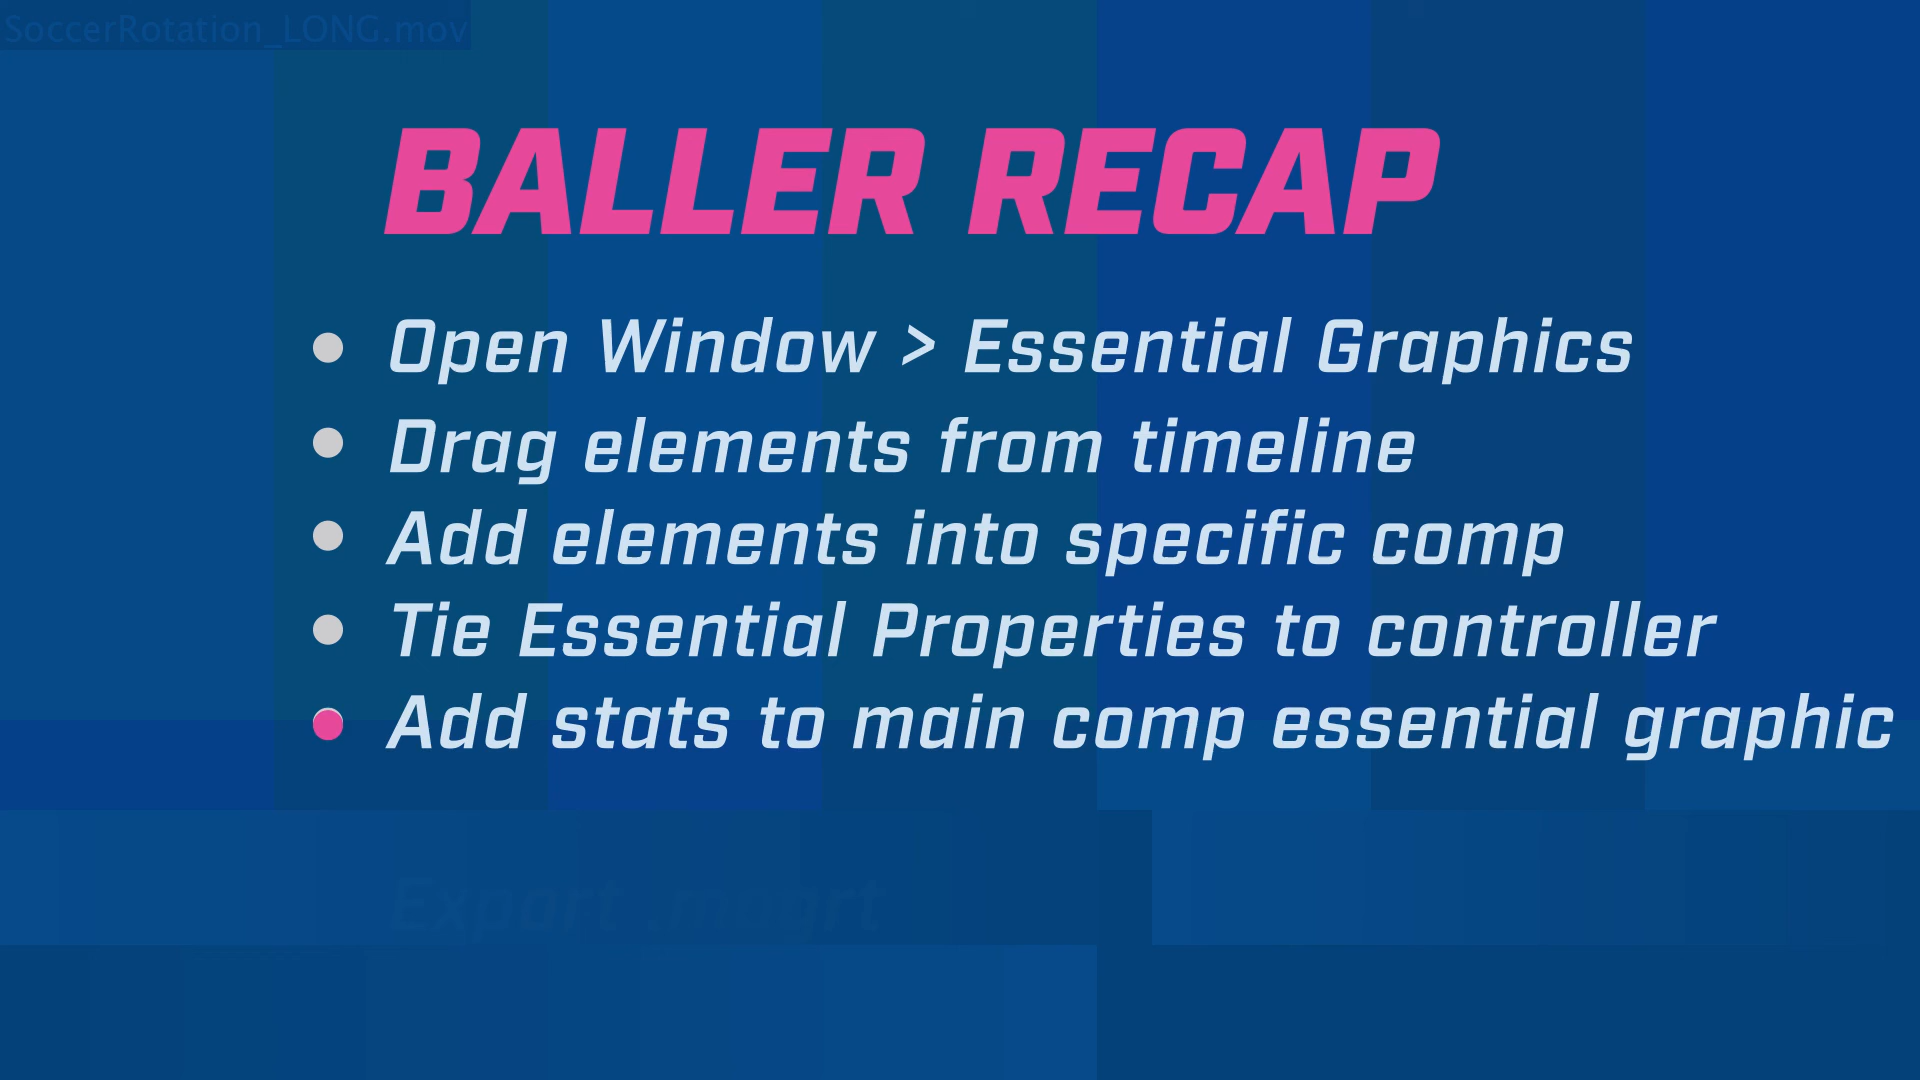 SoccerRotation_LONG.mov
BALLER RECAP
Open Window > Essential Graphics
Drag elements from timeline
Add elements into specific comp
Tie Essential Properties to controller
Add stats to main comp essential graphic
Export .mogrt